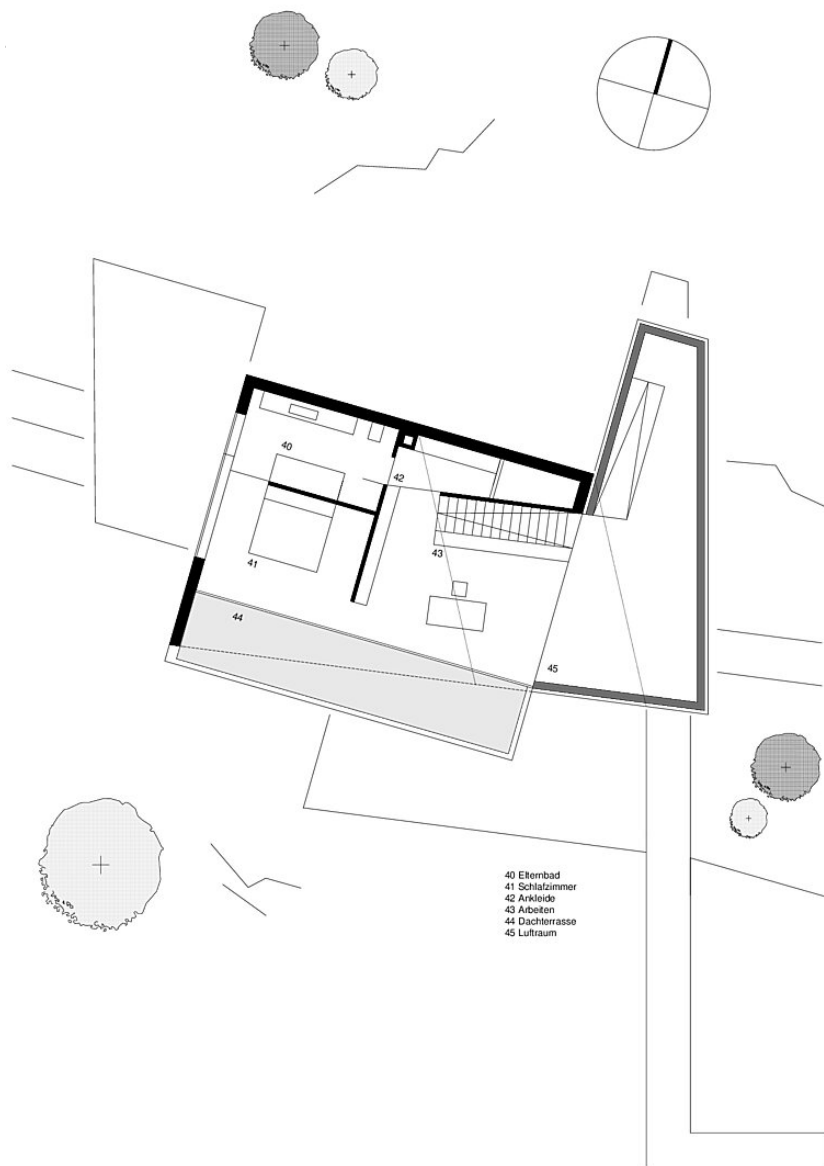 40
42
43
41
44
45
40 Elternbad
41 Schlafzimmer
42 Ankleide
43 Arbeiten
44 Dachterrasse
45 Luftraum